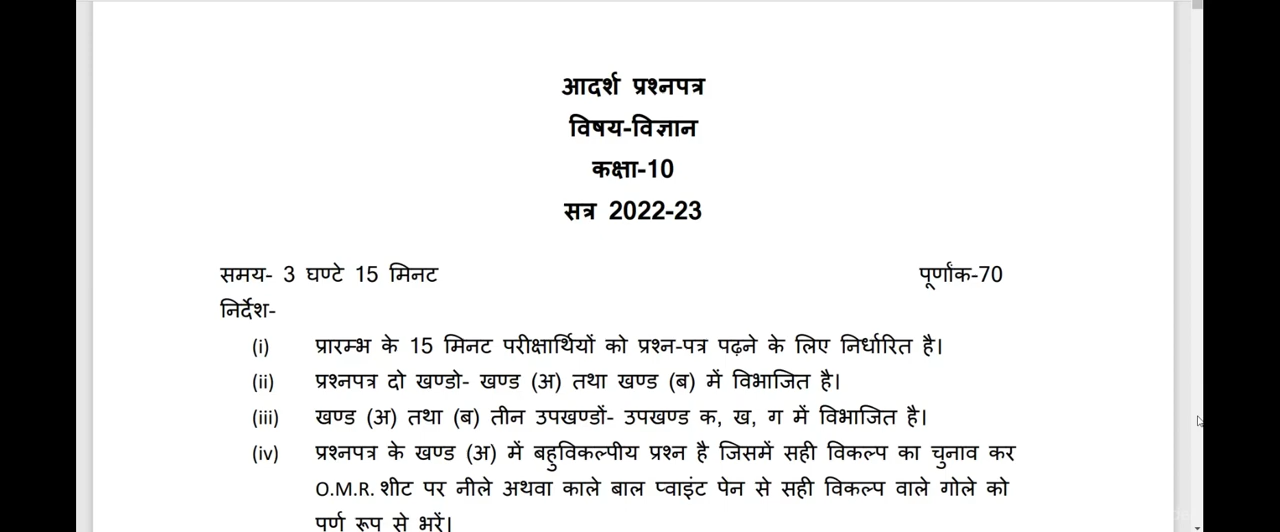 आदर्श प्रश्नपत्र
विषय-विज्ञान
कक्षा-10
सत्र 2022-23
समय- 3 घण्टे 15 मिनट पूर्णांक-70
निर्देश-
(i) प्रारम्भ के 15 मिनट परीक्षार्थियों को प्रश्न-पत्र पढ़ने के लिए निर्धारित है।
(ii) प्रश्नपत्र दो खण्डो- खण्ड (अ) तथा खण्ड (ब) में विभाजित है।
(iii) खण्ड (अ) तथा (ब) तीन उपखण्डों- उपखण्ड क, ख, ग में विभाजित है।
(iv) प्रश्नपत्र के खण्ड (अ) में बहुविकल्पीय प्रश्न है जिसमें सही विकल्प का चुनाव कर
O.M.R. शीट पर नीले अथवा काले बाल प्वाइंट पेन से सही विकल्प वाले गोले को
पूर्ण रूप से भरें।